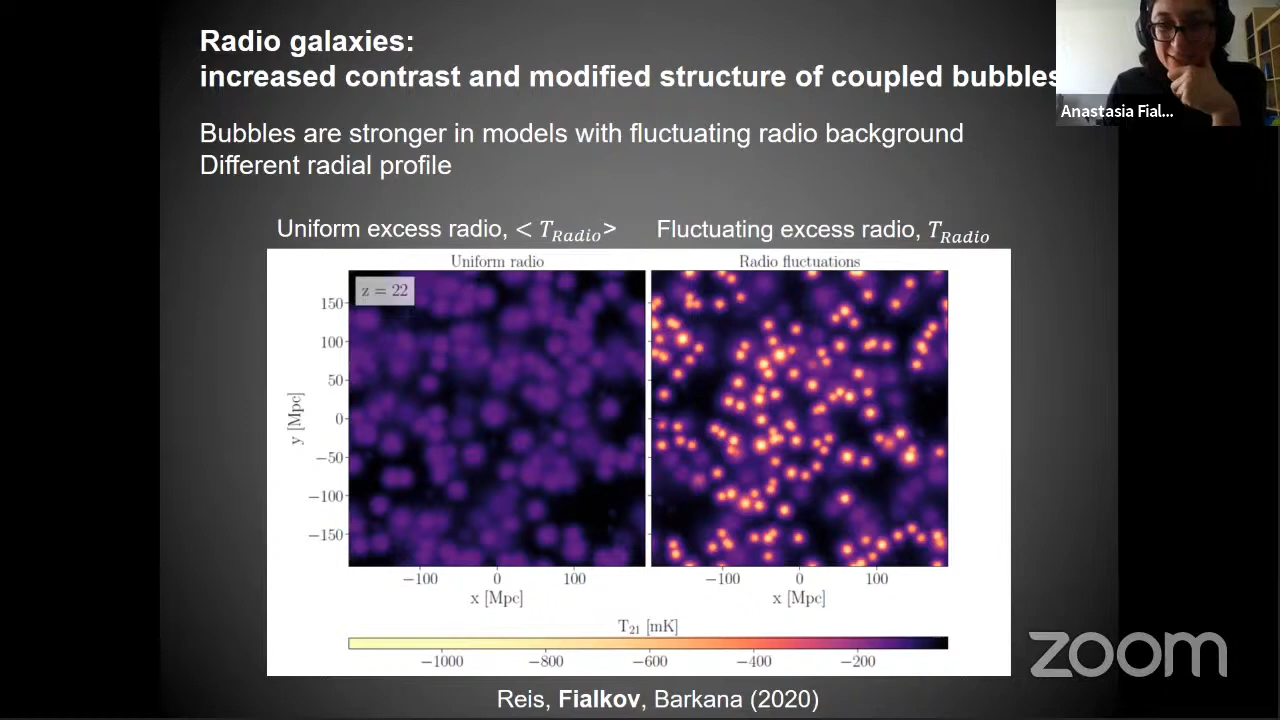 Radio galaxies:
increased contrast and modified structure of coupled bubbles
Anastasia Fial...
Bubbles are stronger in models with fluctuating radio background
Different radial profile
Uniform excess radio, < T_Radio >
Fluctuating excess radio, T_Radio
Uniform radio
Radio fluctuations
z = 22
150
100
50
0
−50
−100
−150
y [Mpc]
−100 0 100
−100 0 100
x [Mpc]
x [Mpc]
T21 [mK]
−1000 −800 −600 −400 −200
zoom
Reis, Fialkov, Barkana (2020)